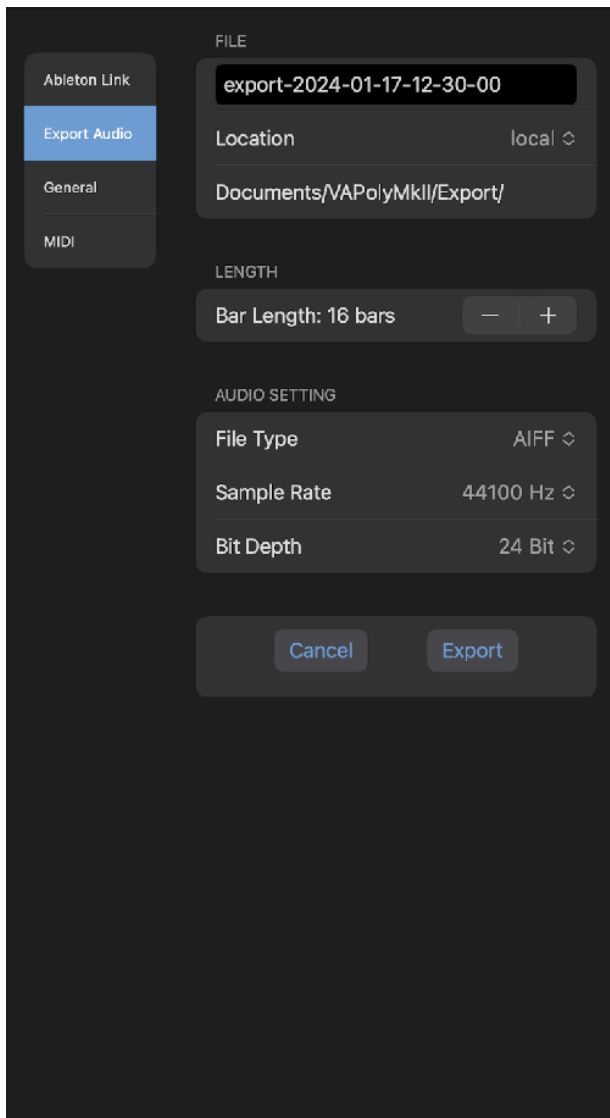 Ableton Link
Export Audio
General
MIDI
FILE
export-2024-01-17-12-30-00
Location local
Documents/VAPolyMkII/Export/
LENGTH
Bar Length: 16 bars − +
AUDIO SETTING
File Type AIFF
Sample Rate 44100 Hz
Bit Depth 24 Bit
Cancel Export